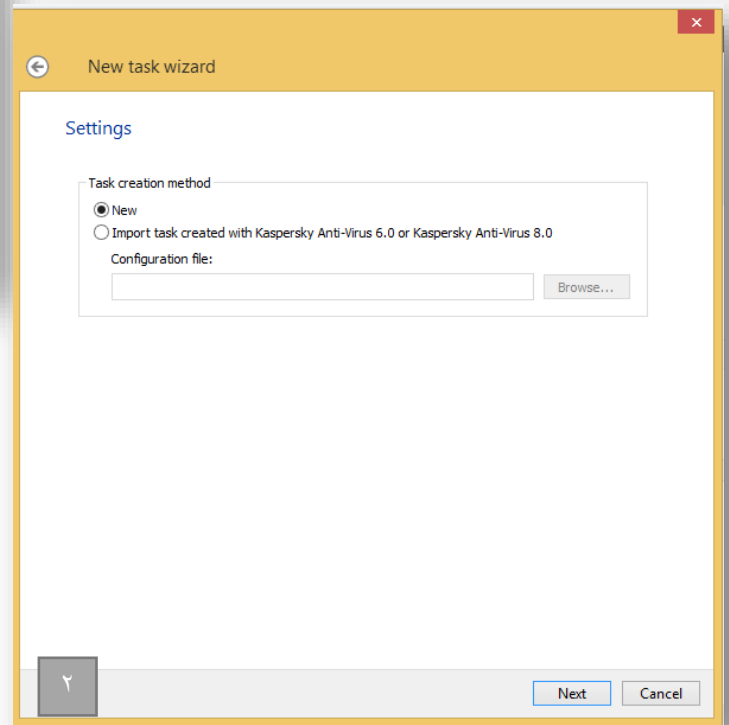 New task wizard
Settings
Task creation method
New
Import task created with Kaspersky Anti-Virus 6.0 or Kaspersky Anti-Virus 8.0
Configuration file:
Browse...
٢
Next Cancel